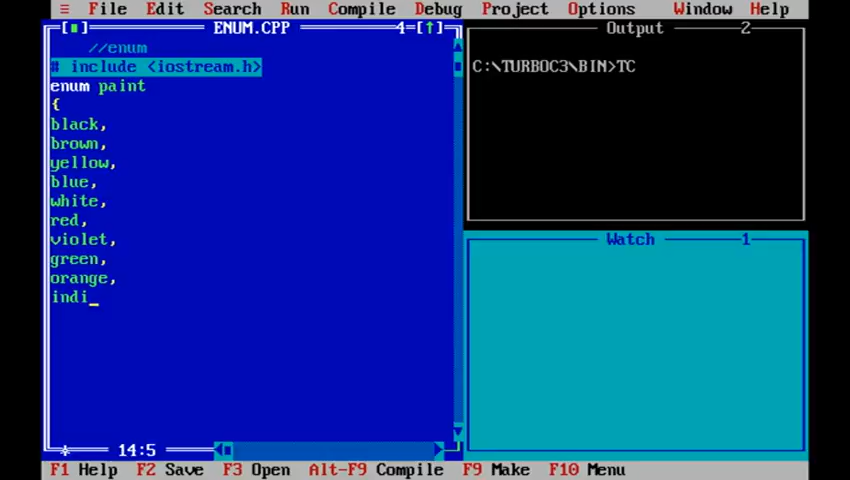 ≡ File Edit Search Run Compile Debug Project Options Window Help
[■] ENUM.CPP 4=[↑]
Output 2
//enum
# include <iostream.h>
C:\TURBOC3\BIN>TC
enum paint
{
black,
brown,
yellow,
blue,
white,
red,
violet,
Watch 1
green,
orange,
indi_
* 14:5
F1 Help F2 Save F3 Open Alt-F9 Compile F9 Make F10 Menu